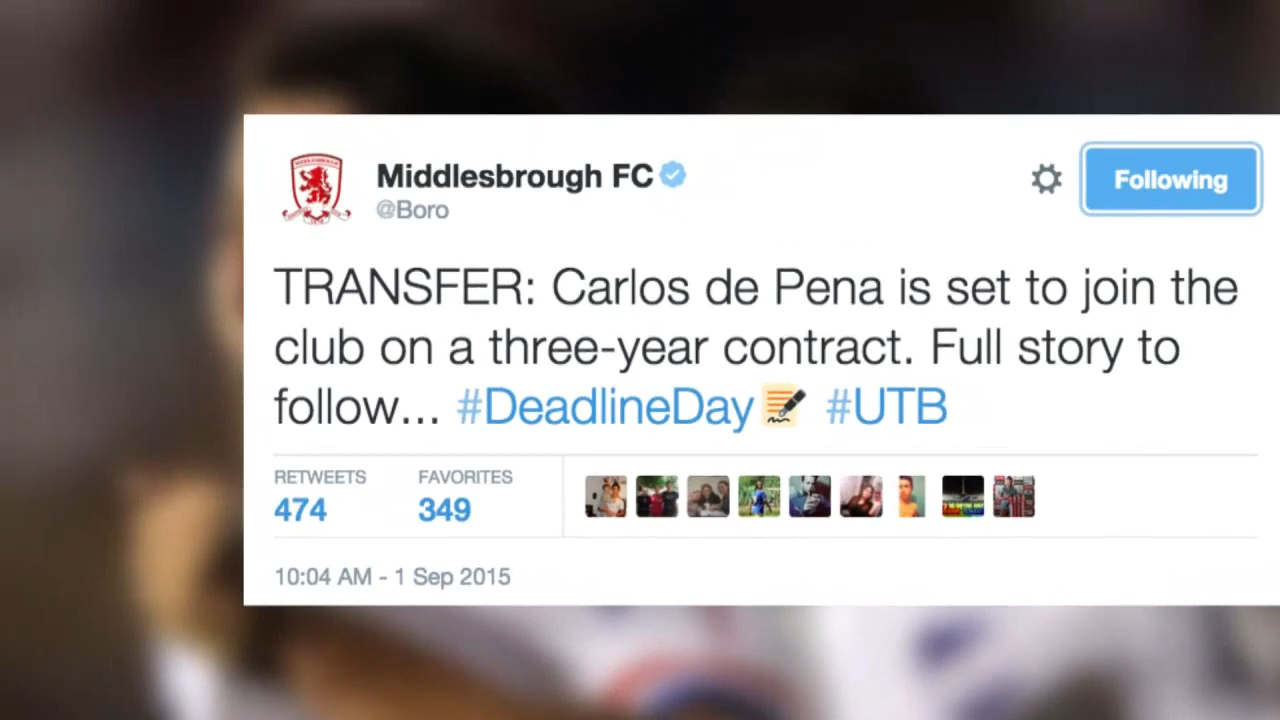 Middlesbrough FC
@Boro
Following
TRANSFER: Carlos de Pena is set to join the
club on a three-year contract. Full story to
follow... #DeadlineDay📝 #UTB
RETWEETS
FAVORITES
474
349
10:04 AM - 1 Sep 2015